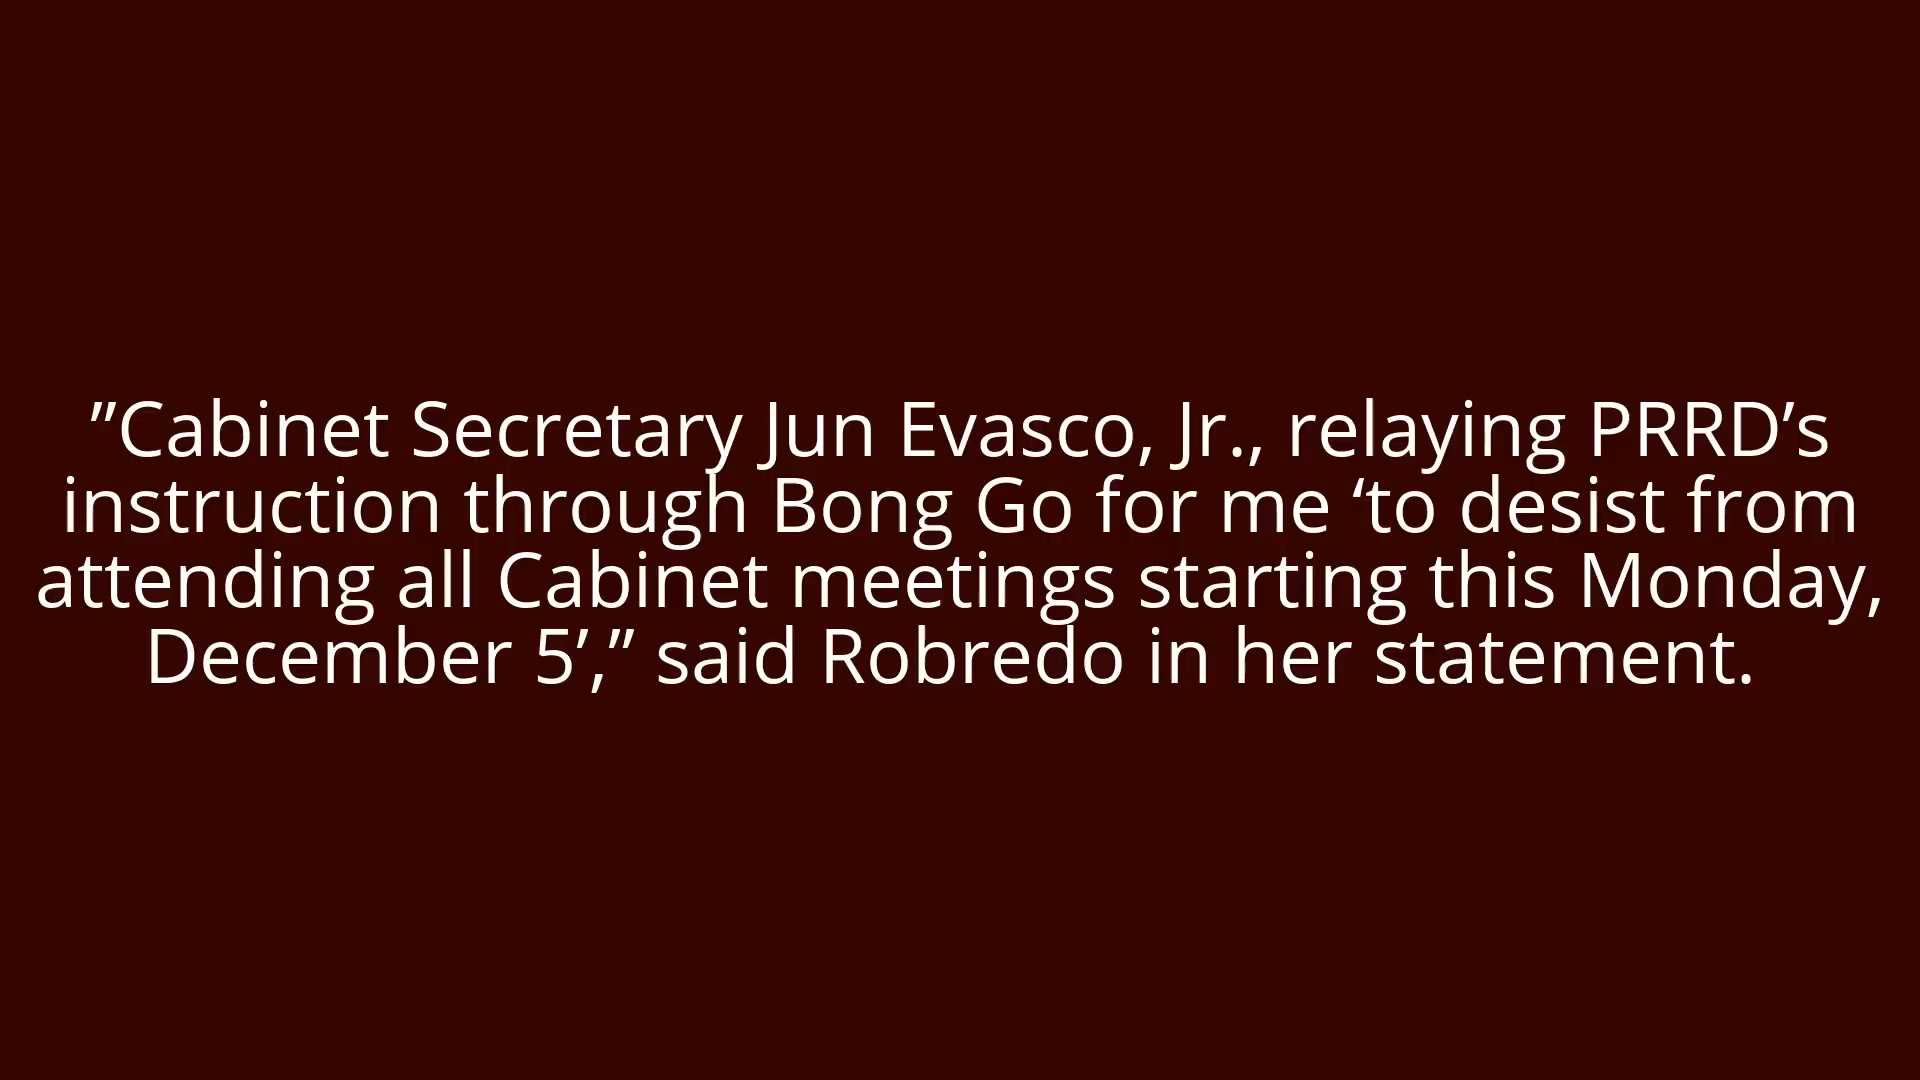 ”Cabinet Secretary Jun Evasco, Jr., relaying PRRD’s
instruction through Bong Go for me ‘to desist from
attending all Cabinet meetings starting this Monday,
December 5’,” said Robredo in her statement.